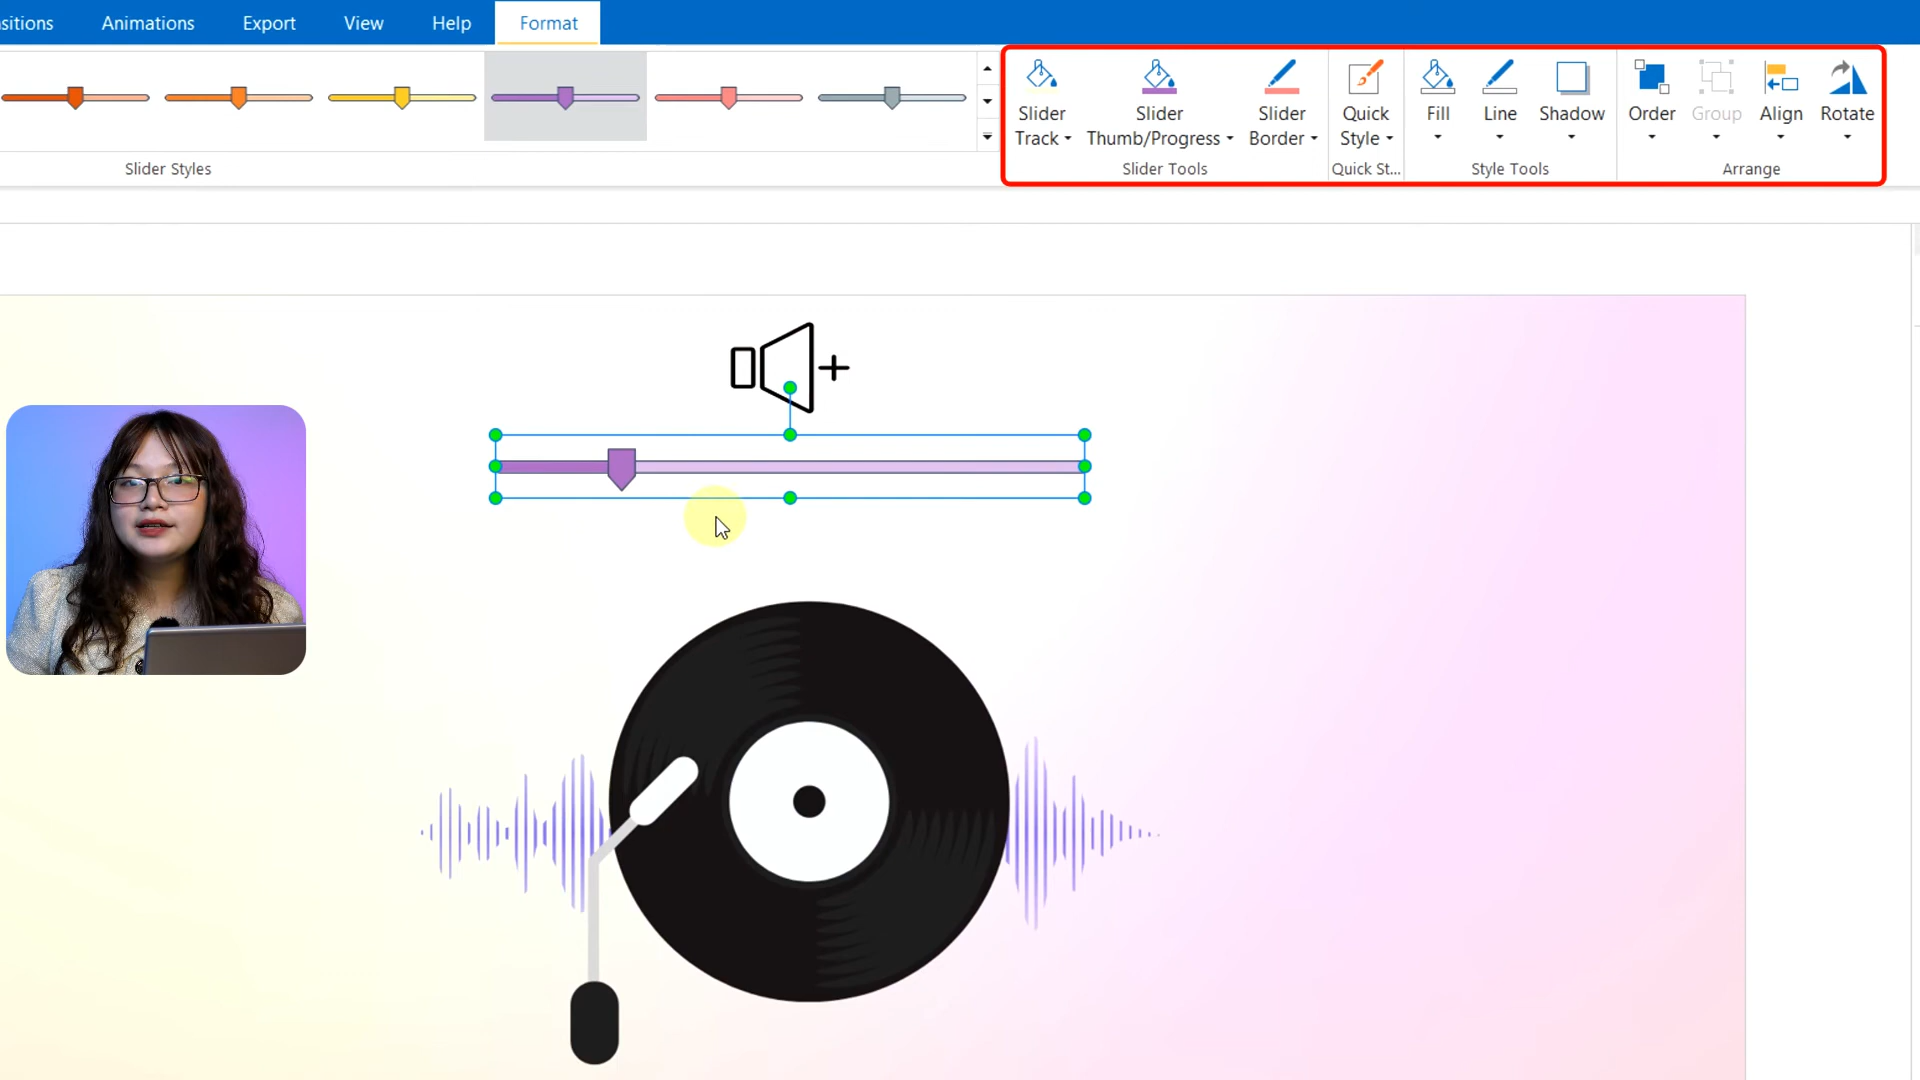 sitions Animations Export View Help Format
Slider Track
Slider Thumb/Progress
Slider Border
Quick Style
Fill
Line
Shadow
Order
Group
Align
Rotate
Slider Styles
Slider Tools
Quick St...
Style Tools
Arrange